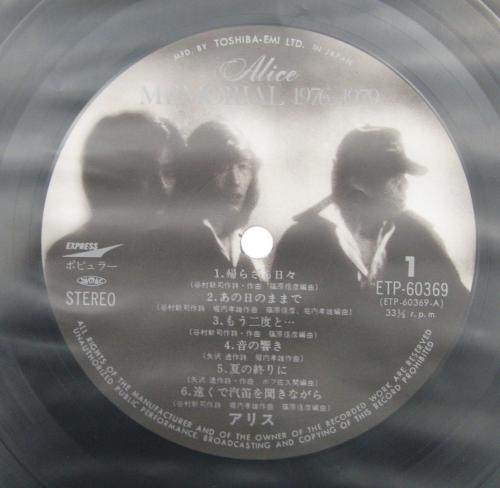 MFD. BY TOSHIBA-EMI LTD. IN JAPAN
Alice
MEMORIAL 1976-1979
EXPRESS
ポピュラー
STEREO
1
ETP-60369
(ETP-60369-A)
33⅓ r.p.m.
1.帰らざる日々
(谷村新司作詩・作曲 篠原信彦編曲)
2.あの日のままで
(谷村新司作詩 堀内孝雄作曲 篠原信彦、堀内孝雄編曲)
3.もう二度と…
(谷村新司作詩・作曲 篠原信彦編曲)
4.音の響き
(矢沢 透作詩 堀内孝雄作曲)
5.夏の終りに
(矢沢 透作詩・作曲 ボブ佐久間編曲)
6.遠くで汽笛を聞きながら
(谷村新司作詩 堀内孝雄作曲 篠原信彦編曲)
アリス
ALL RIGHTS OF THE MANUFACTURER AND OF THE OWNER OF THE RECORDED WORK ARE RESERVED
UNAUTHORIZED PUBLIC PERFORMANCE, BROADCASTING AND COPYING OF THIS RECORD PROHIBITED